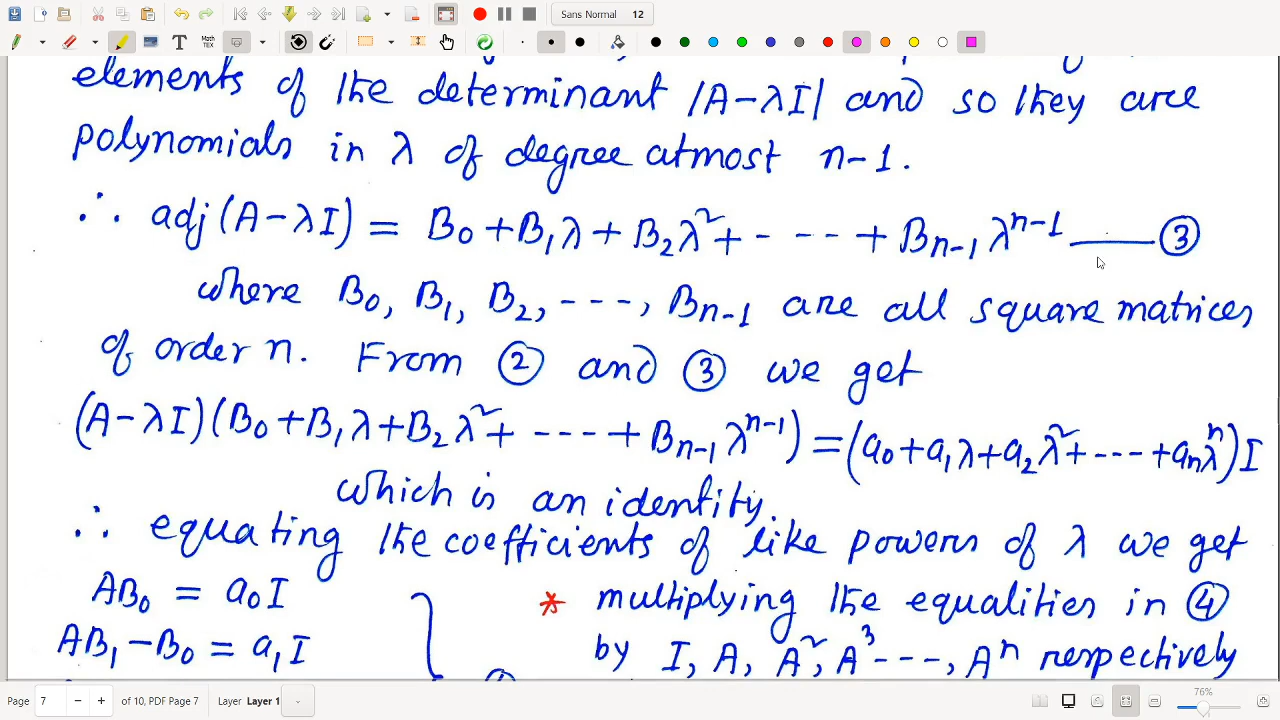 Sans Normal 12
elements of the determinant |A-λI| and so they are
polynomials in λ of degree atmost n-1.
∴ adj(A-λI) = B₀+B₁λ+B₂λ²+----+Bₙ₋₁λⁿ⁻¹ ——③
where B₀, B₁, B₂, ---, Bₙ₋₁ are all square matrices
of order n. From ② and ③ we get
(A-λI)(B₀+B₁λ+B₂λ²+----+Bₙ₋₁λⁿ⁻¹)=(a₀+a₁λ+a₂λ²+----+aₙλⁿ)I
which is an identity.
∴ equating the coefficients of like powers of λ we get
AB₀ = a₀I
AB₁-B₀ = a₁I
* multiplying the equalities in ④
by I, A, A², A³----, Aⁿ respectively
Page 7 of 10, PDF Page 7 Layer Layer 1 76%